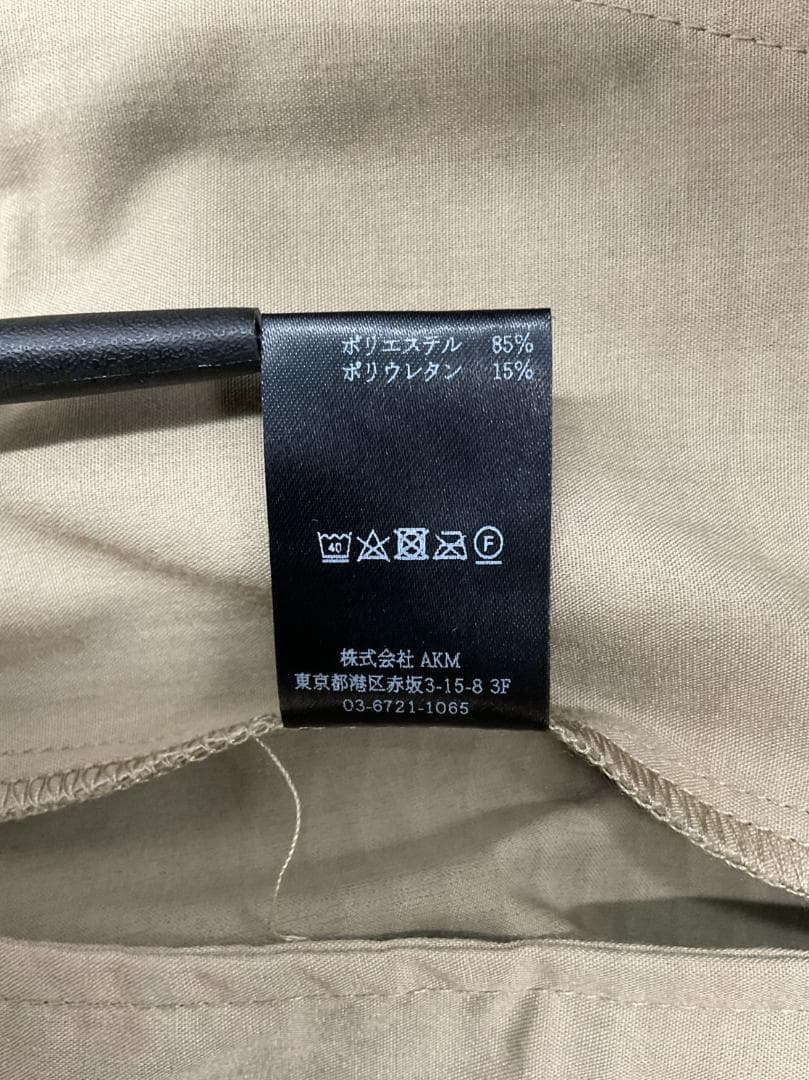 ポリエステル 85%
ポリウレタン 15%
40 F
株式会社 AKM
東京都港区赤坂3-15-8 3F
03-6721-1065